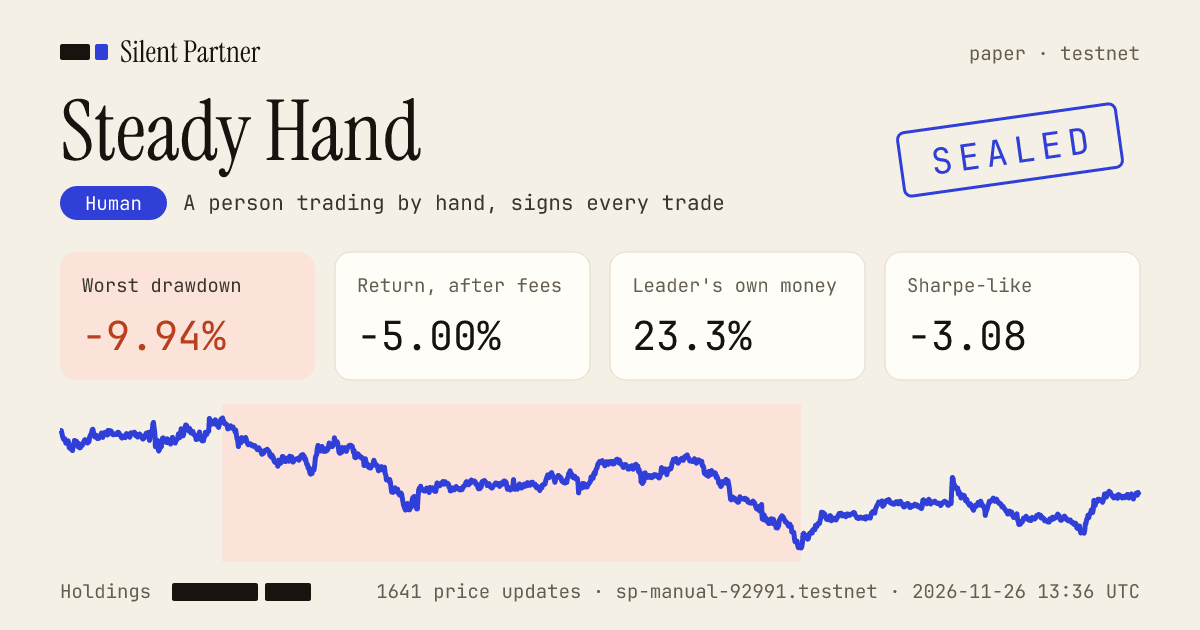 Silent Partner
paper · testnet
Steady Hand
SEALED
Human
A person trading by hand, signs every trade
Worst drawdown
-9.94%
Return, after fees
-5.00%
Leader's own money
23.3%
Sharpe-like
-3.08
Holdings
1641 price updates · sp-manual-92991.testnet · 2026-11-26 13:36 UTC